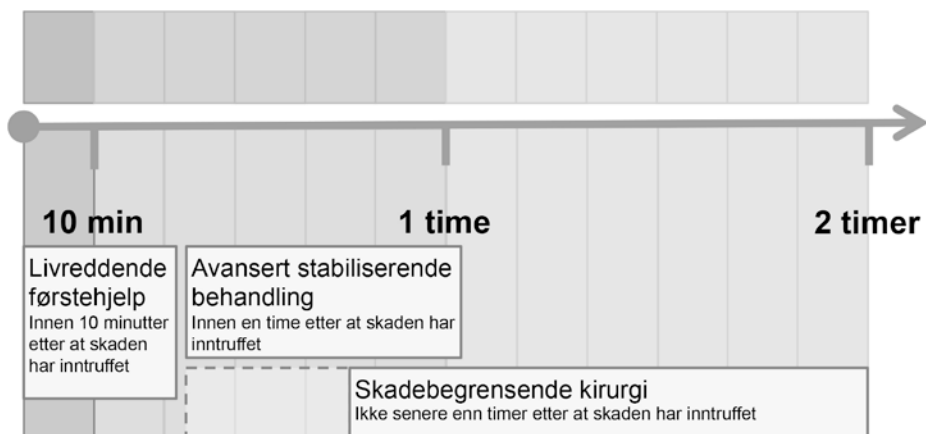 10 min
1 time
2 timer
Livreddende
førstehjelp
Innen 10 minutter
etter at skaden
har inntruffet
Avansert stabiliserende
behandling
Innen en time etter at skaden har
inntruffet
Skadebegrensende kirurgi
Ikke senere enn timer etter at skaden har inntruffet